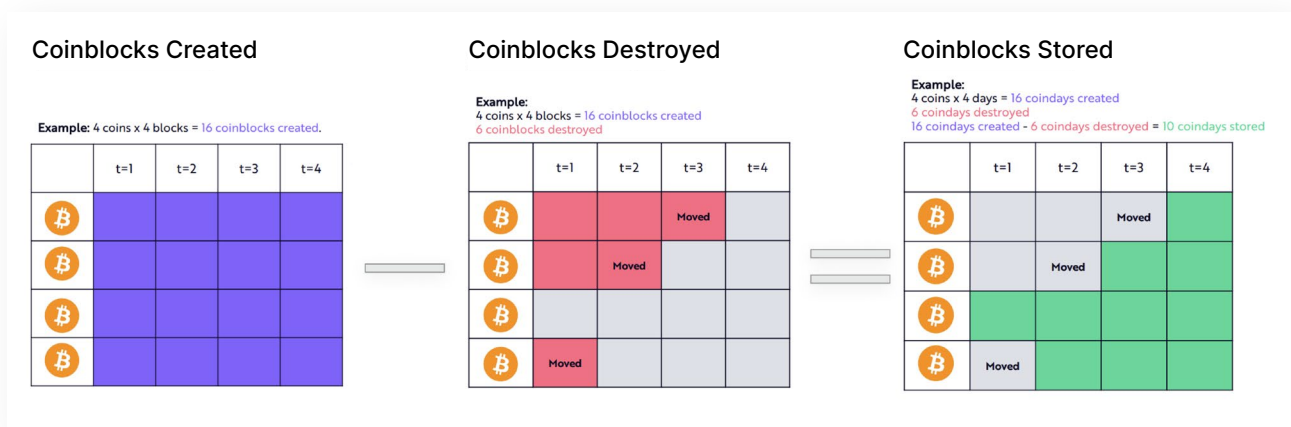 Coinblocks Created
Example: 4 coins x 4 blocks = 16 coinblocks created.
t=1 t=2 t=3 t=4
Coinblocks Destroyed
Example:
4 coins x 4 blocks = 16 coinblocks created
6 coinblocks destroyed
t=1 t=2 t=3 t=4
Moved
Moved
Moved
Coinblocks Stored
Example:
4 coins x 4 days = 16 coindays created
6 coindays destroyed
16 coindays created - 6 coindays destroyed = 10 coindays stored
t=1 t=2 t=3 t=4
Moved
Moved
Moved